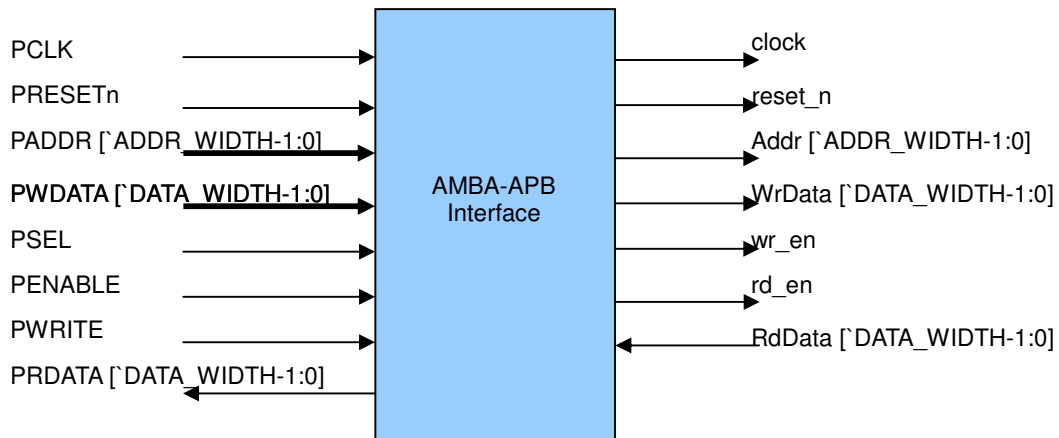 PCLK
PRESETn
PADDR [`ADDR_WIDTH-1:0]
PWDATA [`DATA_WIDTH-1:0]
PSEL
PENABLE
PWRITE
PRDATA [`DATA_WIDTH-1:0]
AMBA-APB
Interface
clock
reset_n
Addr [`ADDR_WIDTH-1:0]
WrData [`DATA_WIDTH-1:0]
wr_en
rd_en
RdData [`DATA_WIDTH-1:0]